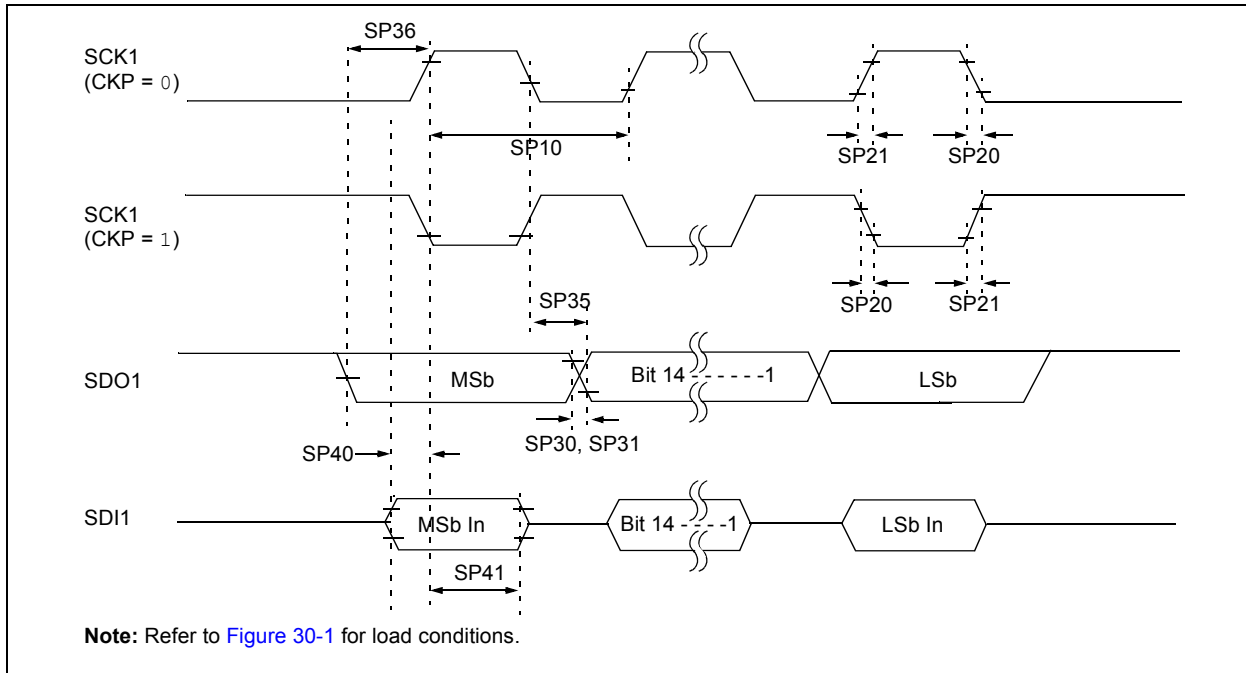 SP36
SCK1
(CKP = 0)
SP10
SP21
SP20
SCK1
(CKP = 1)
SP35
SP20
SP21
SDO1
MSb
Bit 14 - - - - - -1
LSb
SP30, SP31
SP40
SDI1
MSb In
Bit 14 - - - - -1
LSb In
SP41
Note: Refer to Figure 30-1 for load conditions.